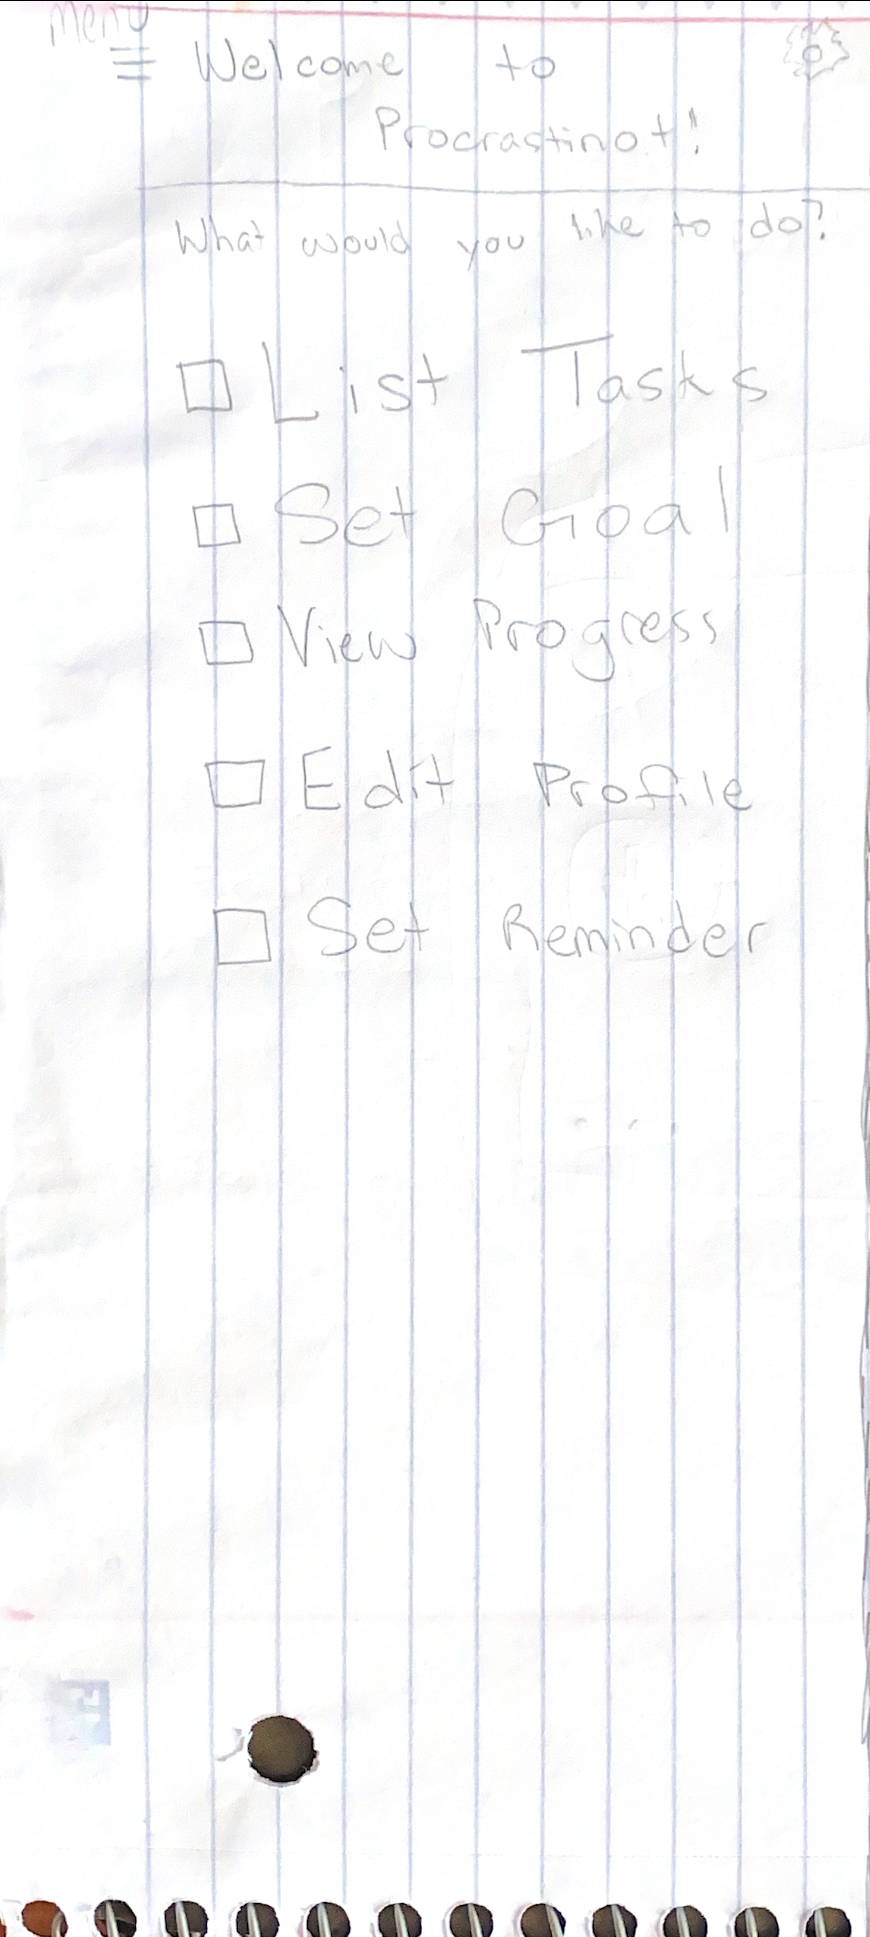 Menu
Welcome to
Procrastinot!
What would you like to do?
List Tasks
Set Goal
View Progress
Edit Profile
Set Reminder